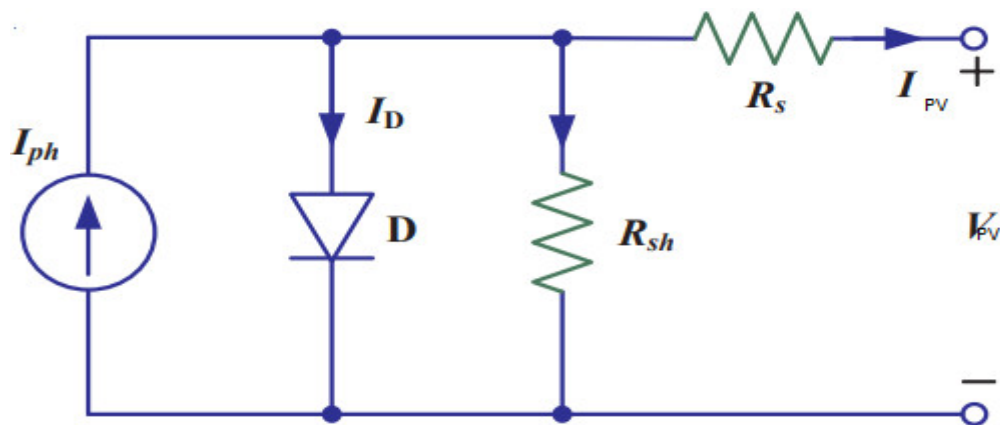 I_D
R_s
I_PV
+
I_ph
D
R_sh
V_PV
−